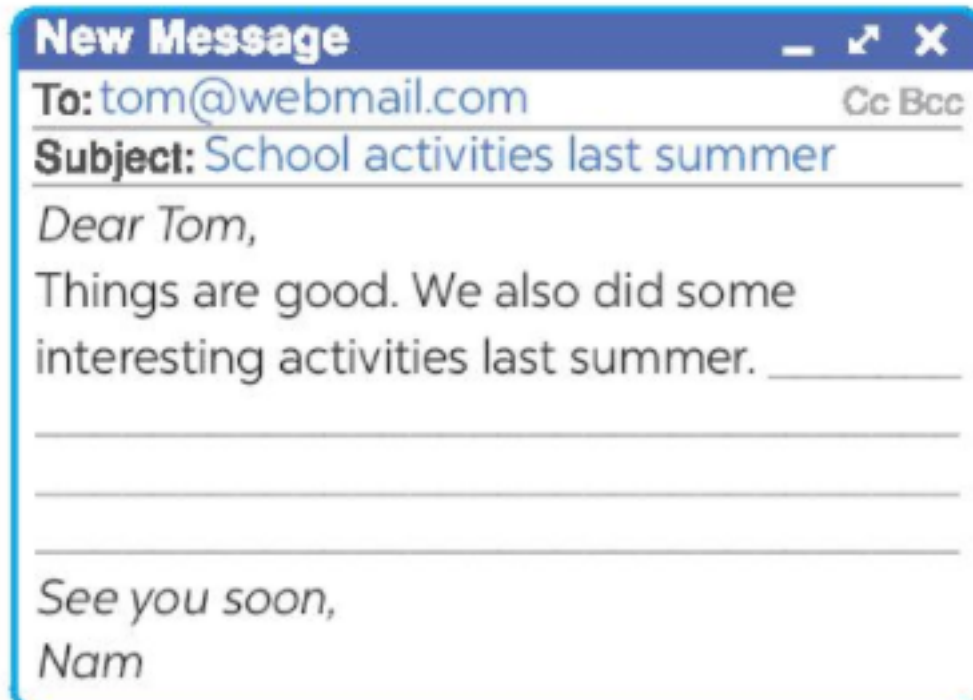 New Message
To: tom@webmail.com Cc Bcc
Subject: School activities last summer
Dear Tom,
Things are good. We also did some
interesting activities last summer.
See you soon,
Nam